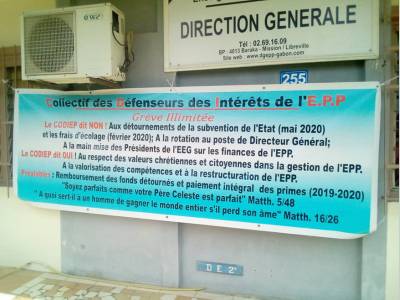 DIRECTION GENERALE
Tél : 02.69.16.09
BP : 4013 Baraka - Mission / Libreville
Site web : www.dgepp-gabon.com
255
Collectif des Défenseurs des Intérêts de l'E.P.P
Grève Illimitée
Le CODIEP dit NON ! Aux détournements de la subvention de l'Etat (mai 2020)
et les frais d'écolage (février 2020); A la rotation au poste de Directeur Général;
A la main mise des Présidents de l'EEG sur les finances de l'EPP.
Le CODIEP dit OUI ! Au respect des valeurs chrétiennes et citoyennes dans la gestion de l'EPP.
A la valorisation des compétences et à la restructuration de l'EPP.
Préalables : Remboursement des fonds détournés et paiement intégral des primes (2019-2020)
"Soyez parfaits comme votre Père Celeste est parfait" Matth. 5/48
" A quoi sert-il a un homme de gagner le monde entier s'il perd son âme" Matth. 16/26